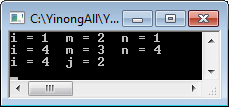 C:\YinongAll\Y...
i = 1 m = 2 n = 1
i = 4 m = 3 n = 4
i = 4 j = 2